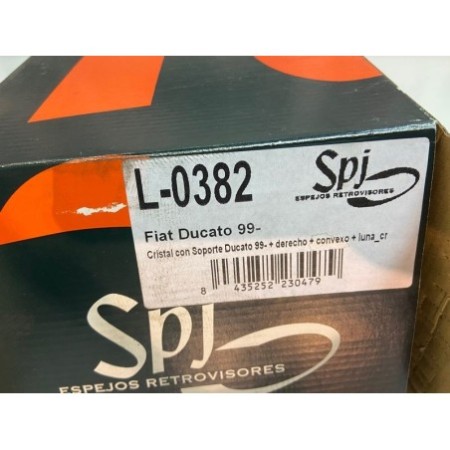 L-0382
Spj
ESPEJOS RETROVISORES
Fiat Ducato 99-
Cristal con Soporte Ducato 99- + derecho + convexo + luna_cr
8 435252 230479
Spj
ESPEJOS RETROVISORES